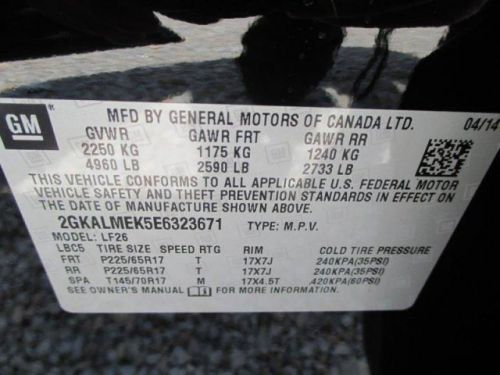 GM
MFD BY GENERAL MOTORS OF CANADA LTD. 04/14
GVWR GAWR FRT GAWR RR
2250 KG 1175 KG 1240 KG
4960 LB 2590 LB 2733 LB
THIS VEHICLE CONFORMS TO ALL APPLICABLE U.S. FEDERAL MOTOR
VEHICLE SAFETY AND THEFT PREVENTION STANDARDS IN EFFECT ON
THE DATE OF MANUFACTURE SHOWN ABOVE.
2GKALMEK5E6323671 TYPE: M.P.V.
MODEL: LF26
LBC5 TIRE SIZE SPEED RTG RIM COLD TIRE PRESSURE
FRT P225/65R17 T 17X7J 240KPA(35PSI)
RR P225/65R17 T 17X7J 240KPA(35PSI)
SPA T145/70R17 M 17X4.5T 420KPA(60PSI)
SEE OWNER'S MANUAL FOR MORE INFORMATION.